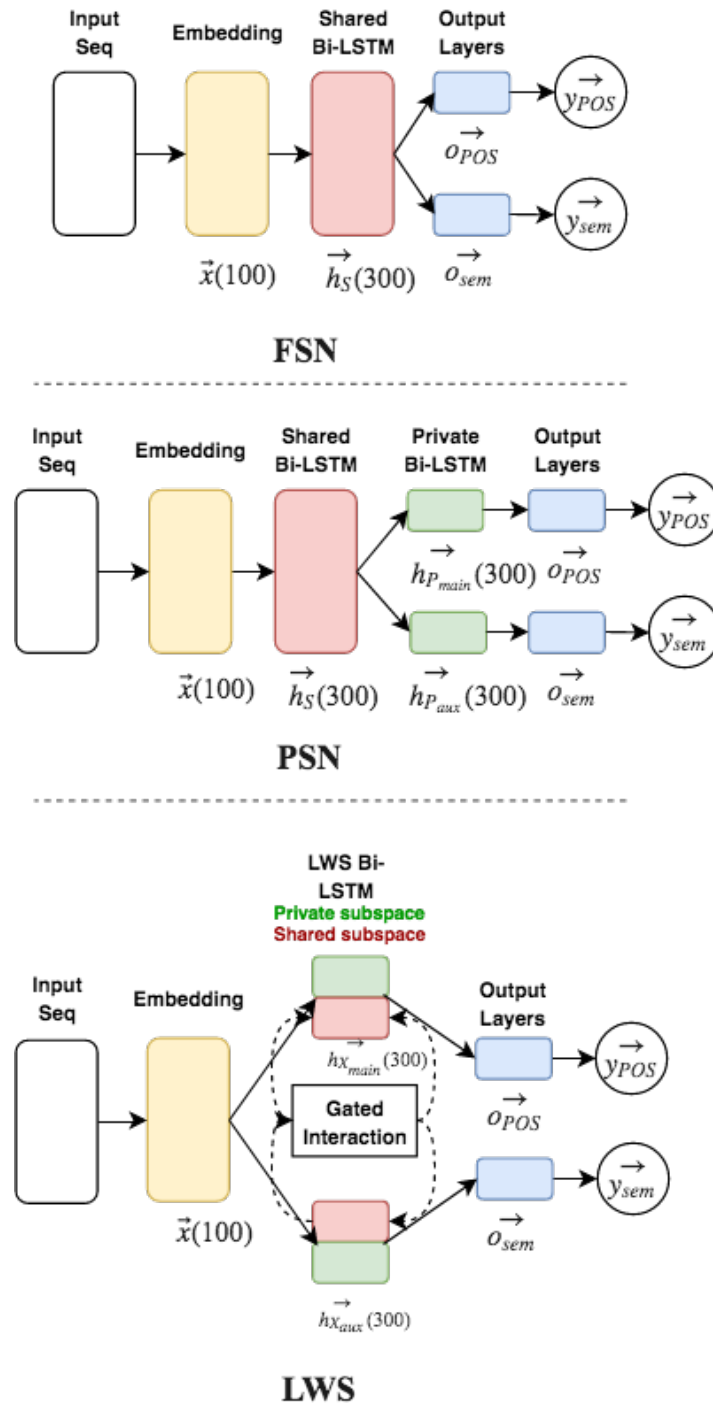 Input
Seq
Embedding
Shared
Bi-LSTM
Output
Layers
y_POS
o_POS
y_sem
x(100)
h_S(300)
o_sem
FSN
Input
Seq
Embedding
Shared
Bi-LSTM
Private
Bi-LSTM
Output
Layers
y_POS
h_P_main(300)
o_POS
y_sem
x(100)
h_S(300)
h_P_aux(300)
o_sem
PSN
LWS Bi-
LSTM
Private subspace
Shared subspace
Input
Seq
Embedding
Output
Layers
hx_main(300)
y_POS
Gated
Interaction
o_POS
y_sem
x(100)
o_sem
hx_aux(300)
LWS